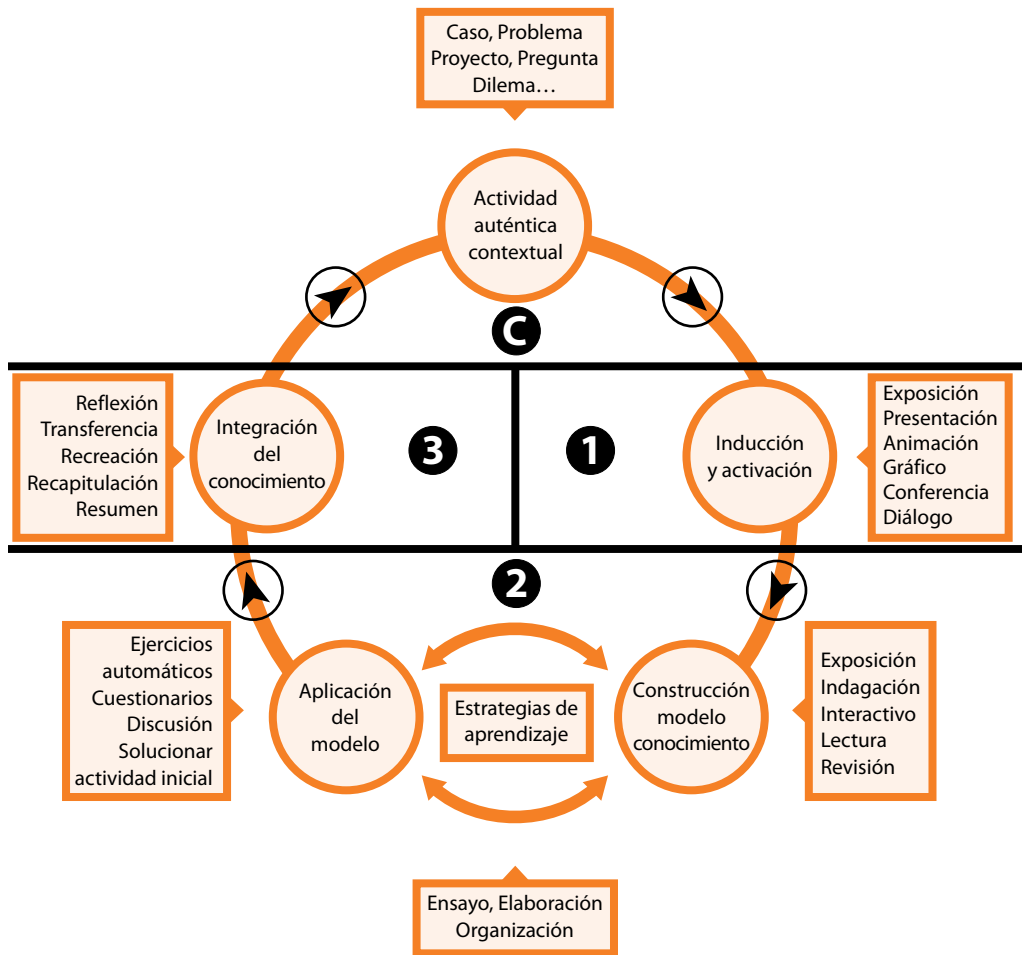 Caso, Problema
Proyecto, Pregunta
Dilema…
Actividad
auténtica
contextual
C
Reflexión
Transferencia
Recreación
Recapitulación
Resumen
Integración
del
conocimiento
3
1
Inducción
y activación
Exposición
Presentación
Animación
Gráfico
Conferencia
Diálogo
2
Ejercicios
automáticos
Cuestionarios
Discusión
Solucionar
actividad inicial
Aplicación
del
modelo
Estrategias de
aprendizaje
Construcción
modelo
conocimiento
Exposición
Indagación
Interactivo
Lectura
Revisión
Ensayo, Elaboración
Organización